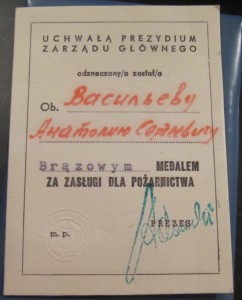 UCHWAŁĄ PREZYDIUM
ZARZĄDU GŁÓWNEGO
odznaczony/a został/a
Ob. Васильеву
Анатолию
Brązowym MEDALEM
ZA ZASŁUGI DLA POŻARNICTWA
PREZES
m. p.